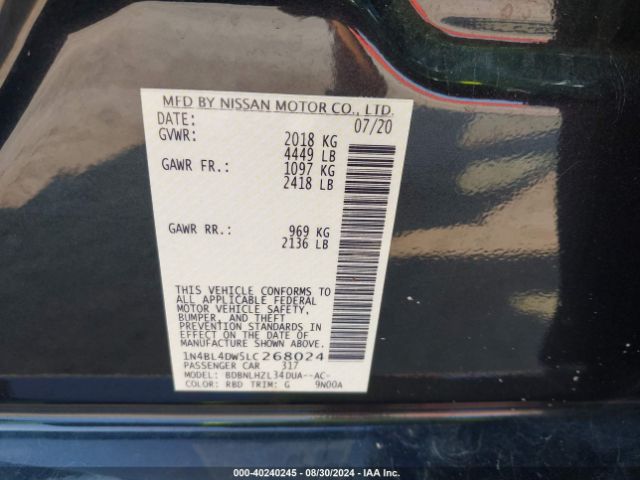 MFD BY NISSAN MOTOR CO., LTD.
DATE: 07/20
GVWR: 2018 KG
4449 LB
GAWR FR.: 1097 KG
2418 LB
GAWR RR.: 969 KG
2136 LB
THIS VEHICLE CONFORMS TO
ALL APPLICABLE FEDERAL
MOTOR VEHICLE SAFETY,
BUMPER, AND THEFT
PREVENTION STANDARDS
IN EFFECT ON THE DATE OF
MANUFACTURE SHOWN ABOVE.
1N4BL4DW5LC268024
PASSENGER CAR 317
MODEL: BDBNLHZL34DUA--AC-
COLOR: RBD TRIM: G 9N00A
000-40240245 - 08/30/2024 - IAA Inc.